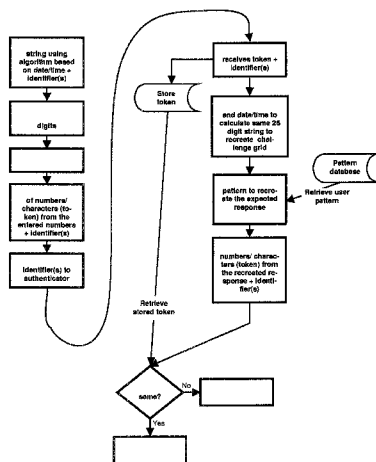 string using
algorithm based
on date/time +
identifier(s)
digits
of numbers/
characters (to-
ken) from the
entered numbers
+ identifier(s)
identifier(s) to
authenticator
receives token +
identifier(s)
Store
token
and date/time to
calculate same 25
digit string to
recreate chal-
lenge grid
Pattern
database
Retrieve user
pattern
pattern to recre-
ate the expected
response
numbers/ charac-
ters (token) from
the recreated re-
sponse + identi-
fier(s)
Retrieve
stored token
same?
No
Yes